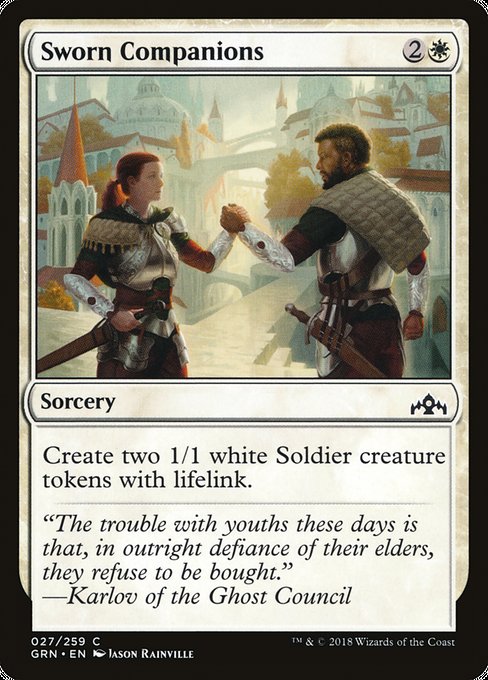 Sworn Companions 2
Sorcery
Create two 1/1 white Soldier creature
tokens with lifelink.
“The trouble with youths these days is
that, in outright defiance of their elders,
they refuse to be bought.”
—Karlov of the Ghost Council
027/259 C
GRN • EN Jason Rainville
™ & © 2018 Wizards of the Coast